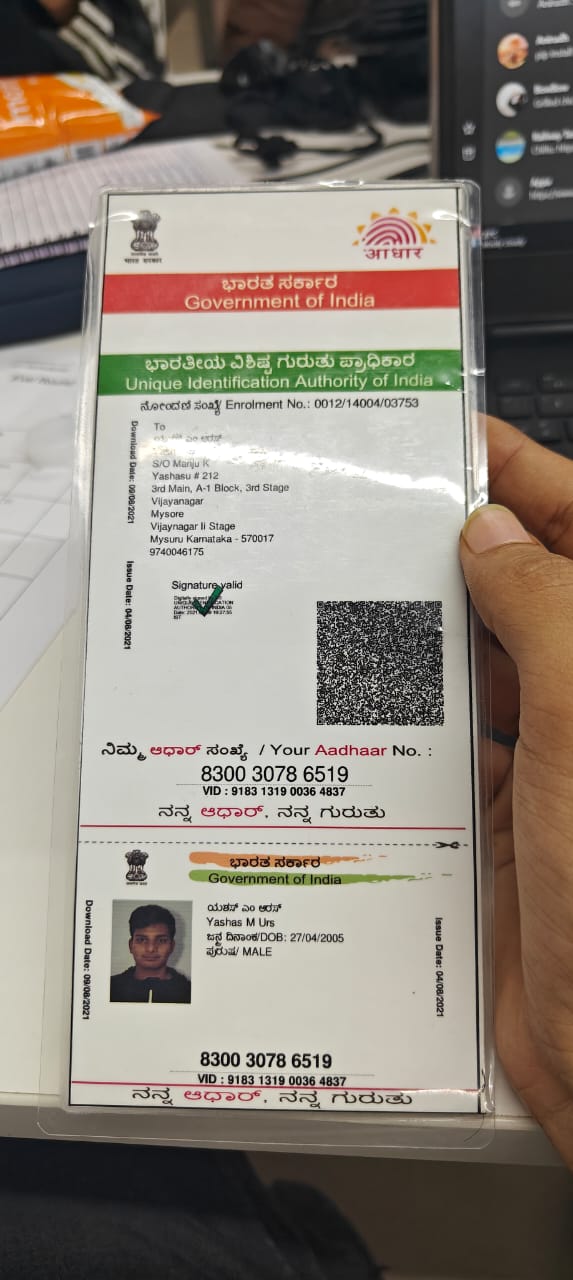 भारत सरकार
आधार
ಭಾರತ ಸರ್ಕಾರ
Government of India
ಭಾರತೀಯ ವಿಶಿಷ್ಟ ಗುರುತು ಪ್ರಾಧಿಕಾರ
Unique Identification Authority of India
ನೋಂದಣಿ ಸಂಖ್ಯೆ/ Enrolment No.: 0012/14004/03753
Download Date: 09/08/2021
Issue Date: 04/08/2021
To
ಯಶಸ್ ಎಂ ಅರಸ್
S/O Manju K
Yashasu # 212
3rd Main, A-1 Block, 3rd Stage
Vijayanagar
Mysore
Vijaynagar Ii Stage
Mysuru Karnataka - 570017
9740046175
Signature valid
ನಿಮ್ಮ ಆಧಾರ್ ಸಂಖ್ಯೆ / Your Aadhaar No. :
8300 3078 6519
VID : 9183 1319 0036 4837
ನನ್ನ ಆಧಾರ್, ನನ್ನ ಗುರುತು
ಭಾರತ ಸರ್ಕಾರ
Government of India
Download Date: 09/08/2021
ಯಶಸ್ ಎಂ ಅರಸ್
Yashas M Urs
ಜನ್ಮ ದಿನಾಂಕ/DOB: 27/04/2005
ಪುರುಷ/ MALE
Issue Date: 04/08/2021
8300 3078 6519
VID : 9183 1319 0036 4837
ನನ್ನ ಆಧಾರ್, ನನ್ನ ಗುರುತು